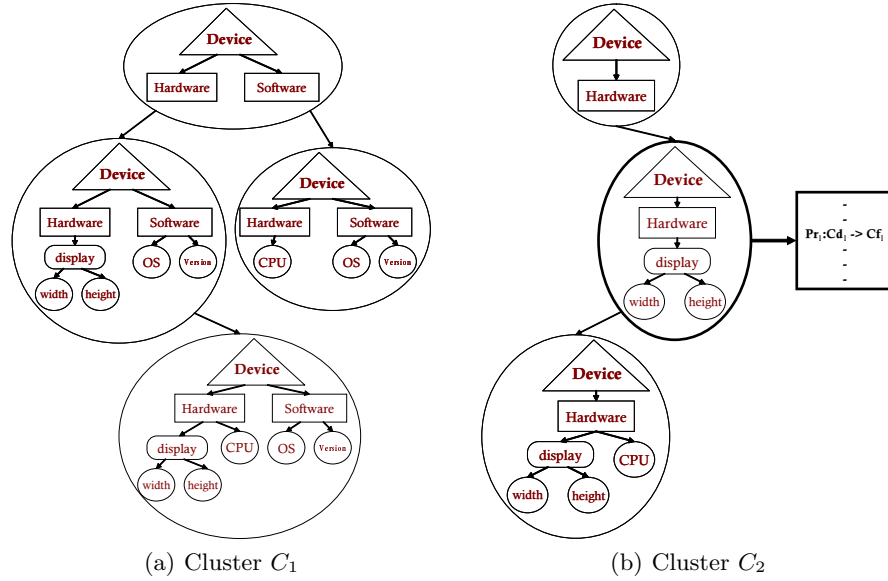 Device
Hardware Software
Device
Hardware Software
display OS Version
width height
Device
Hardware Software
CPU OS Version
Device
Hardware Software
display CPU OS Version
width height
(a) Cluster C₁
Device
Hardware
Device
Hardware
display
width height
-
-
Pr₁:Cd₁ -> Cf₁
-
-
-
Device
Hardware
display CPU
width height
(b) Cluster C₂